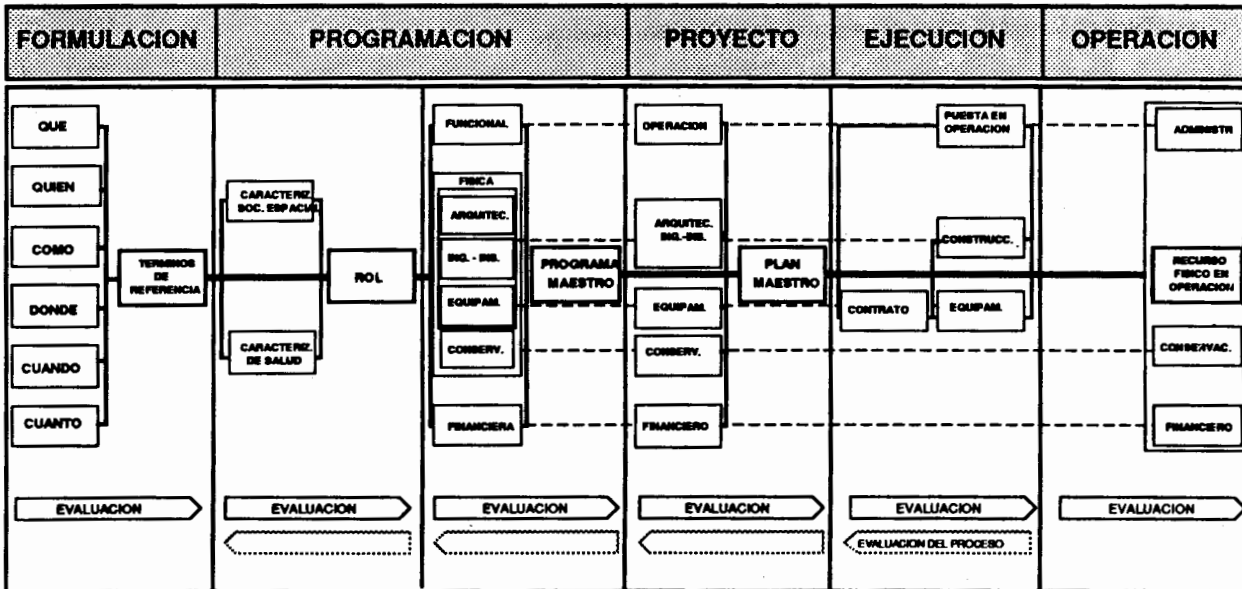 FORMULACION
PROGRAMACION
PROYECTO
EJECUCION
OPERACION
QUE
QUIEN
COMO
DONDE
CUANDO
CUANTO
TERMINOS
DE
REFERENCIA
CARACTERIZ.
SOC. ESPACIAL
CARACTERIZ.
DE SALUD
ROL
FUNCIONAL
FISICA
ARQUITEC.
ING. - INS.
EQUIPAM.
CONSERV.
FINANCIERA
PROGRAMA
MAESTRO
OPERACION
ARQUITEC.
ING.-INS.
EQUIPAM.
CONSERV.
FINANCIERO
PLAN
MAESTRO
CONTRATO
PUESTA EN
OPERACION
CONSTRUCC.
EQUIPAM.
ADMINISTR
RECURSO
FISICO EN
OPERACION
CONSERVAC.
FINANCIERO
EVALUACION
EVALUACION
EVALUACION
EVALUACION
EVALUACION
EVALUACION
EVALUACION DEL PROCESO